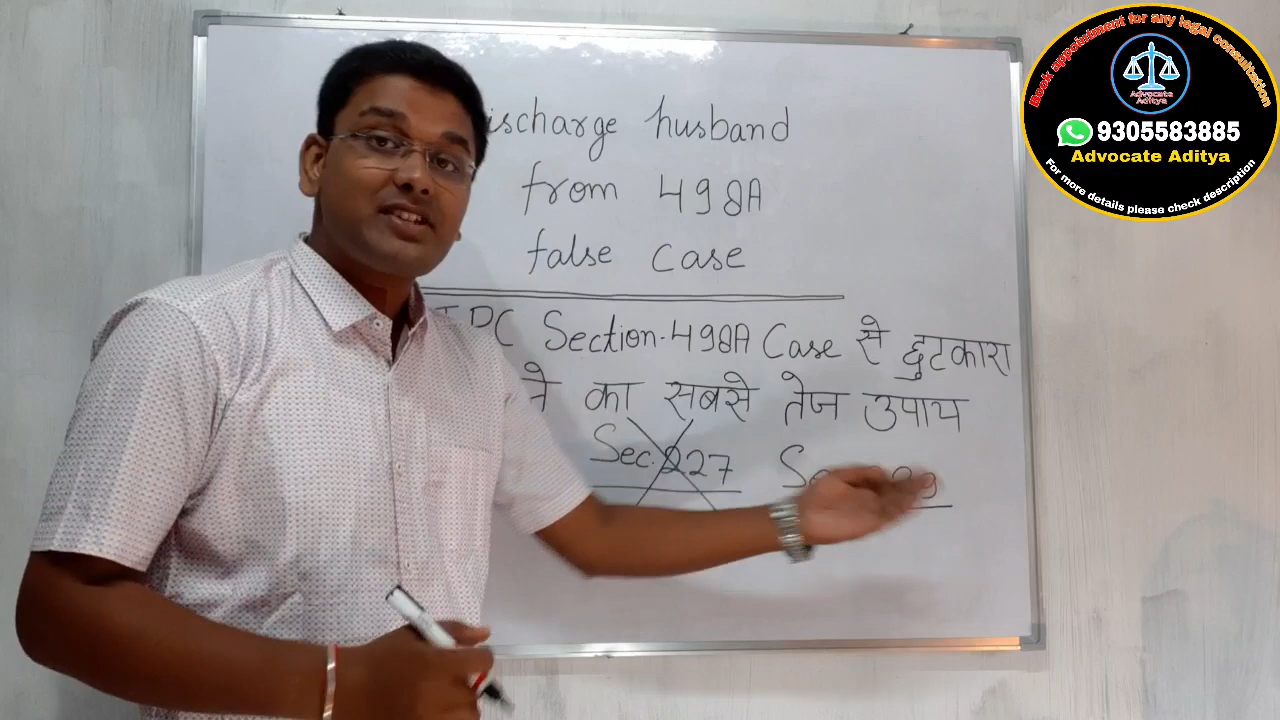 ischarge husband
from 498A
false case
IPC Section-498A Case से छुटकारा
ने का सबसे तेज उपाय
Sec. 227
Book appointment for any legal consultation
Advocate
Aditya
9305583885
Advocate Aditya
For more details please check description